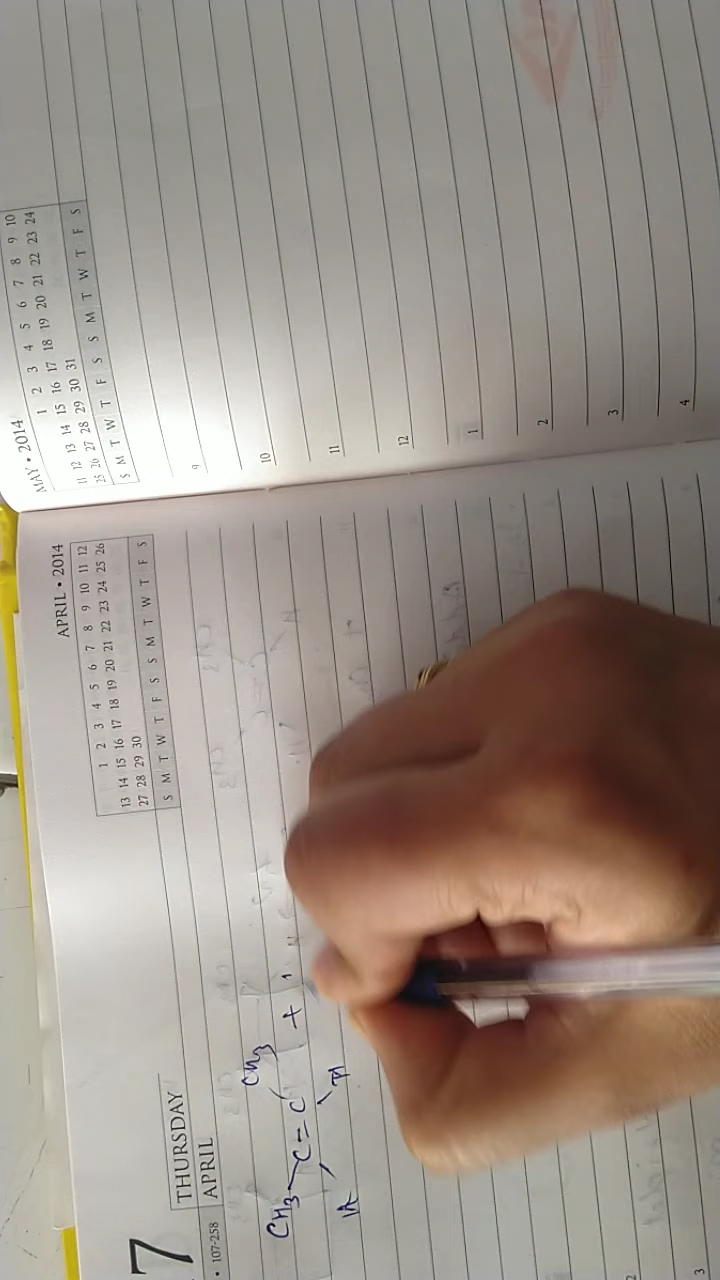 MAY • 2014
1 2 3 4 5 6 7 8 9 10
11 12 13 14 15 16 17 18 19 20 21 22 23 24
25 26 27 28 29 30 31
S M T W T F S S M T W T F S
9
10
11
12
1
2
3
4
APRIL • 2014
1 2 3 4 5 6 7 8 9 10 11 12
13 14 15 16 17 18 19 20 21 22 23 24 25 26
27 28 29 30
S M T W T F S S M T W T F S
7 THURSDAY
• 107-258 APRIL
CH3 CH3
C = C +
H H
2
3